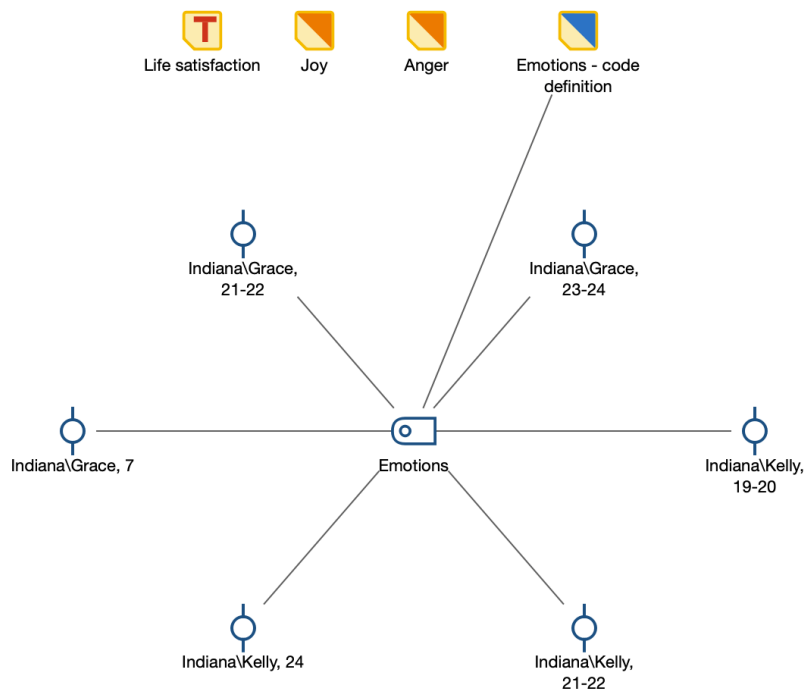 T
Life satisfaction
Joy
Anger
Emotions - code
definition
Indiana\Grace,
21-22
Indiana\Grace,
23-24
Indiana\Grace, 7
Emotions
Indiana\Kelly,
19-20
Indiana\Kelly, 24
Indiana\Kelly,
21-22